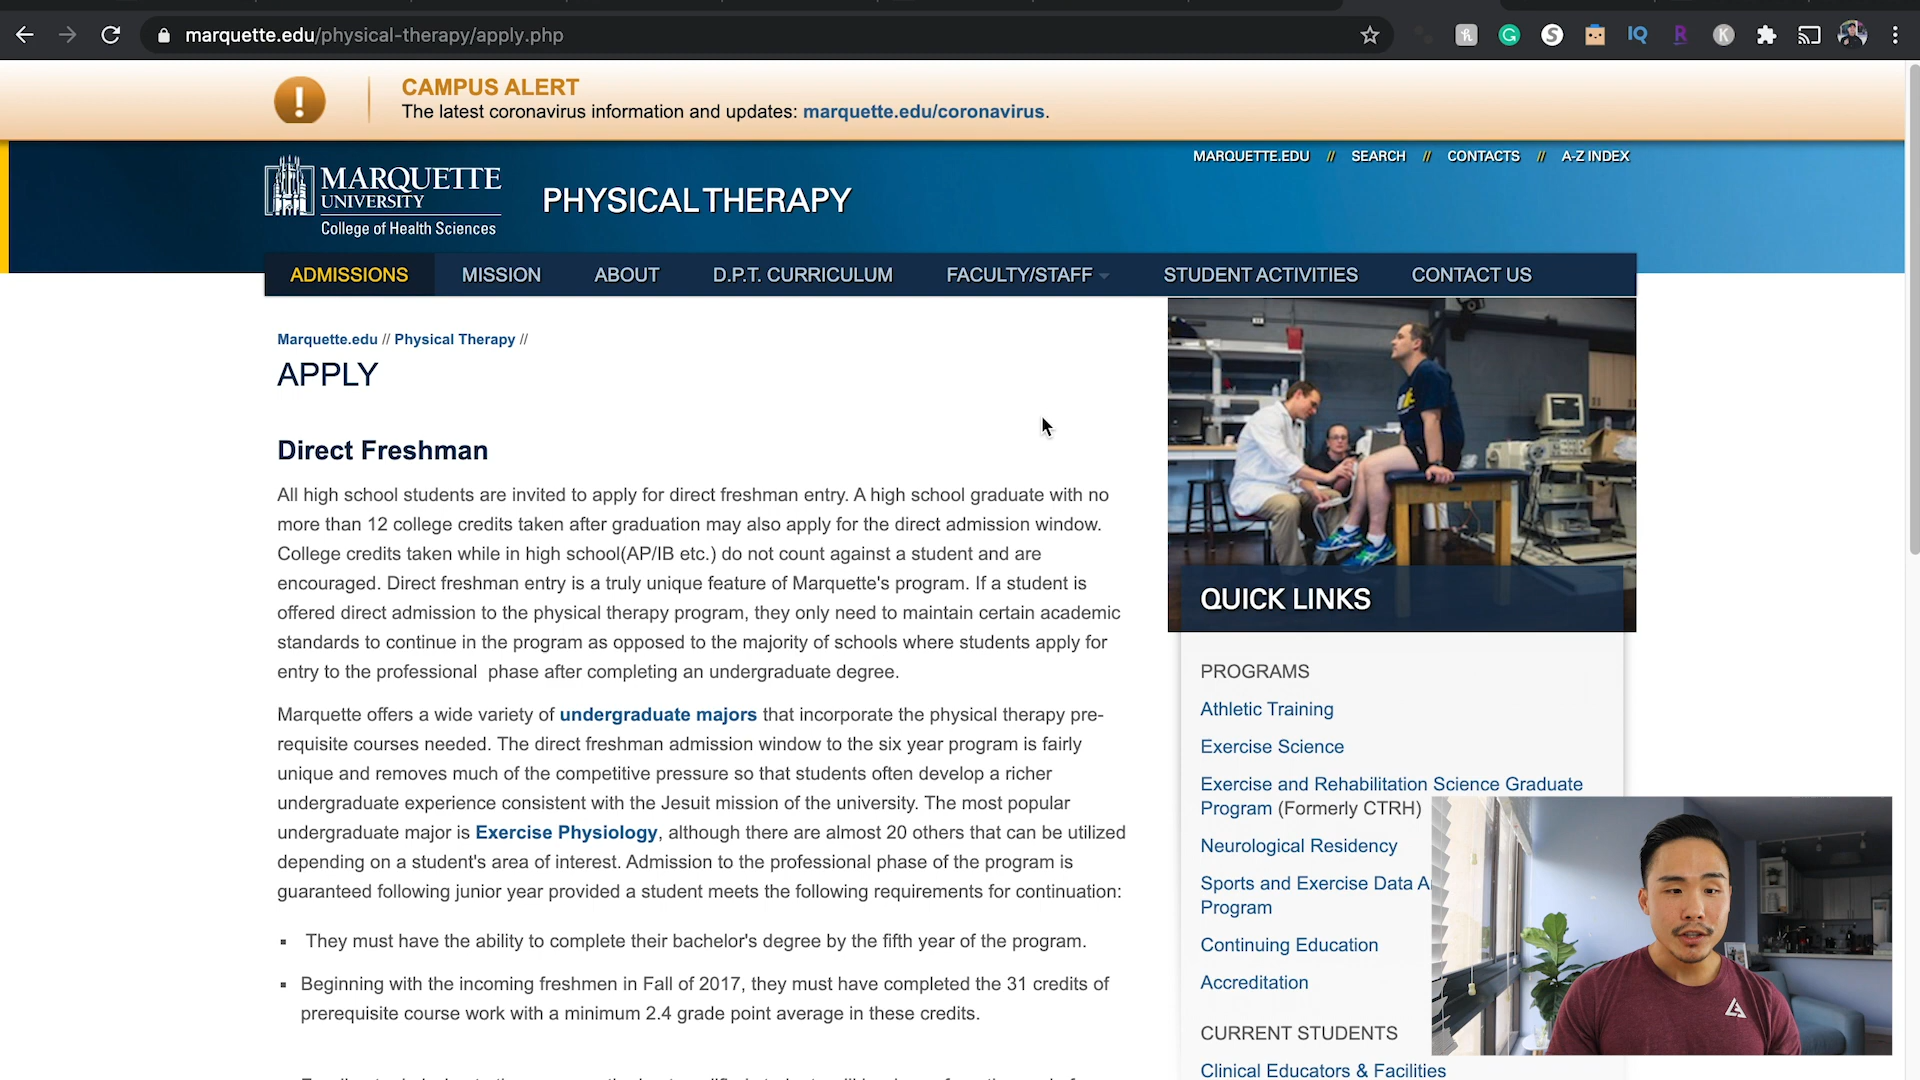 marquette.edu/physical-therapy/apply.php
CAMPUS ALERT
The latest coronavirus information and updates: marquette.edu/coronavirus.
MARQUETTE.EDU // SEARCH // CONTACTS // A-Z INDEX
MARQUETTE
UNIVERSITY
College of Health Sciences
PHYSICAL THERAPY
ADMISSIONS MISSION ABOUT D.P.T. CURRICULUM FACULTY/STAFF STUDENT ACTIVITIES CONTACT US
Marquette.edu // Physical Therapy //
APPLY
Direct Freshman
All high school students are invited to apply for direct freshman entry. A high school graduate with no
more than 12 college credits taken after graduation may also apply for the direct admission window.
College credits taken while in high school(AP/IB etc.) do not count against a student and are
encouraged. Direct freshman entry is a truly unique feature of Marquette's program. If a student is
offered direct admission to the physical therapy program, they only need to maintain certain academic
standards to continue in the program as opposed to the majority of schools where students apply for
entry to the professional phase after completing an undergraduate degree.
Marquette offers a wide variety of undergraduate majors that incorporate the physical therapy pre-
requisite courses needed. The direct freshman admission window to the six year program is fairly
unique and removes much of the competitive pressure so that students often develop a richer
undergraduate experience consistent with the Jesuit mission of the university. The most popular
undergraduate major is Exercise Physiology, although there are almost 20 others that can be utilized
depending on a student's area of interest. Admission to the professional phase of the program is
guaranteed following junior year provided a student meets the following requirements for continuation:
They must have the ability to complete their bachelor's degree by the fifth year of the program.
Beginning with the incoming freshmen in Fall of 2017, they must have completed the 31 credits of
prerequisite course work with a minimum 2.4 grade point average in these credits.
QUICK LINKS
PROGRAMS
Athletic Training
Exercise Science
Exercise and Rehabilitation Science Graduate
Program (Formerly CTRH)
Neurological Residency
Sports and Exercise Data A
Program
Continuing Education
Accreditation
CURRENT STUDENTS
Clinical Educators & Facilities